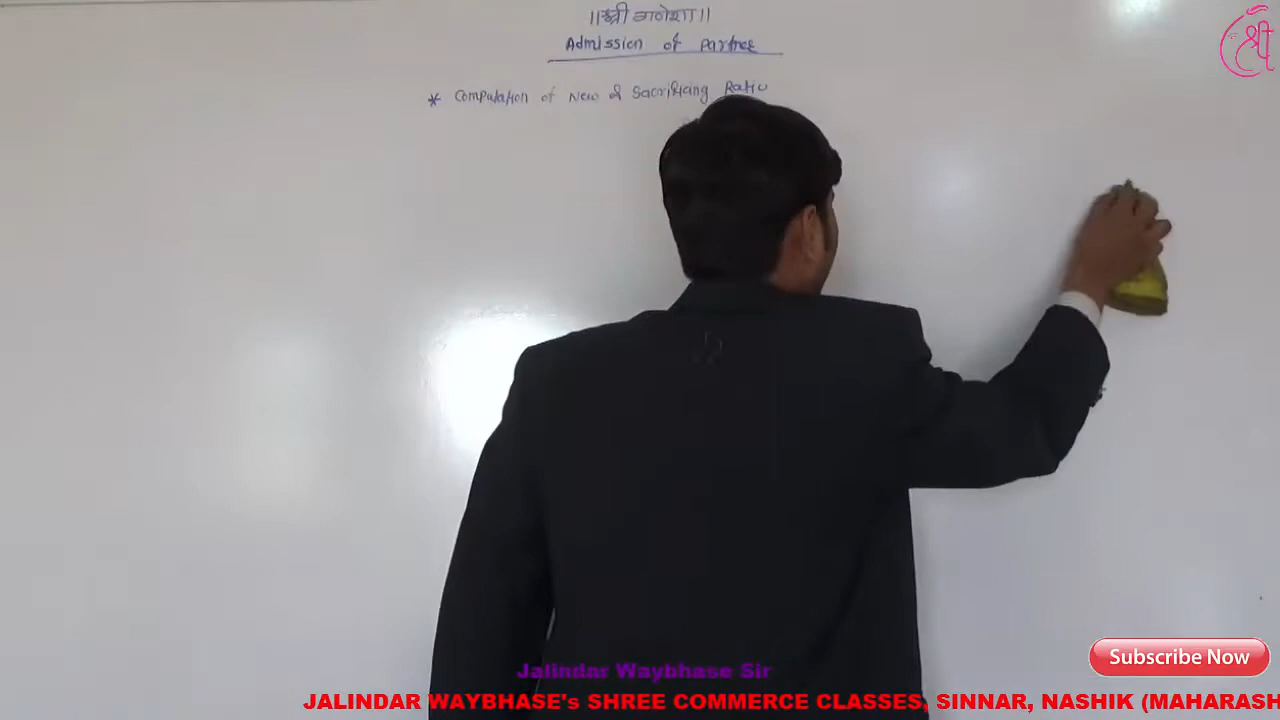 ॥श्री गणेशा॥
Admission of Partner
* Computation of New & Sacrificing Ratio
श्री
Subscribe Now
Jalindar Waybhase Sir
JALINDAR WAYBHASE's SHREE COMMERCE CLASSES, SINNAR, NASHIK (MAHARASH